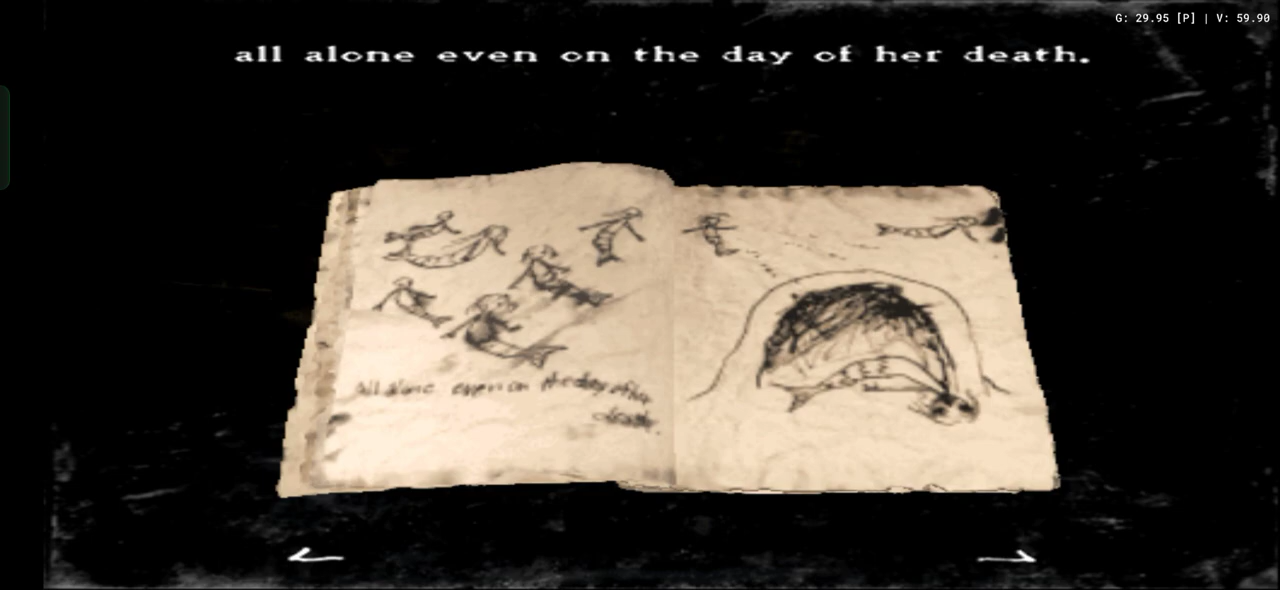 G: 29.95 [P] | V: 59.90
all alone even on the day of her death.
All alone even on the day of her
death.